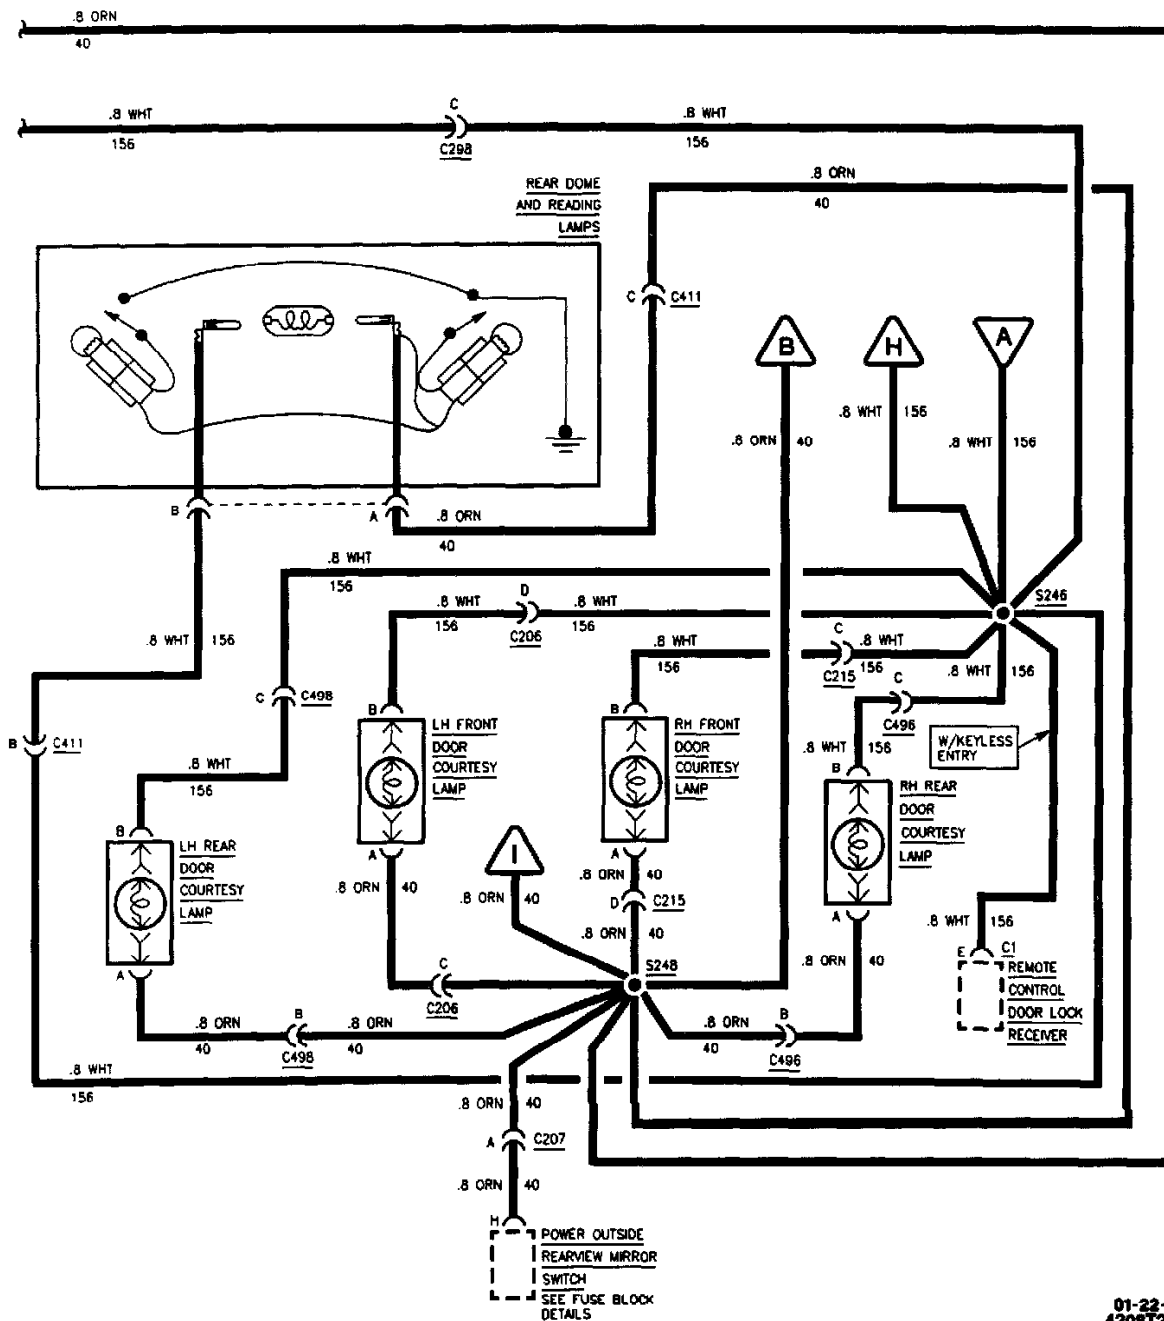 .8 ORN
40
.8 WHT
156
C
C298
.8 WHT
156
.8 ORN
40
REAR DOME
AND READING
LAMPS
C
C411
B
H
A
.8 WHT
156
.8 ORN
40
.8 WHT
156
B
A
.8 ORN
40
.8 WHT
156
D
.8 WHT
156
C206
.8 WHT
156
S246
.8 WHT
156
.8 WHT
156
C
.8 WHT
156
C215
.8 WHT
156
C
C498
C
C496
B
C411
B
LH FRONT
DOOR
COURTESY
LAMP
A
B
RH FRONT
DOOR
COURTESY
LAMP
A
.8 WHT
156
W/KEYLESS
ENTRY
.8 WHT
156
B
RH REAR
DOOR
COURTESY
LAMP
A
B
LH REAR
DOOR
COURTESY
LAMP
A
I
.8 ORN
40
.8 ORN
40
.8 ORN
40
D
C215
.8 ORN
40
.8 WHT
156
E
C1
REMOTE
CONTROL
DOOR LOCK
RECEIVER
.8 ORN
40
S248
C
C206
.8 ORN
40
B
C498
.8 ORN
40
.8 ORN
40
B
C496
.8 WHT
156
.8 ORN
40
A
C207
.8 ORN
40
H
POWER OUTSIDE
REARVIEW MIRROR
SWITCH
SEE FUSE BLOCK
DETAILS
01-22-